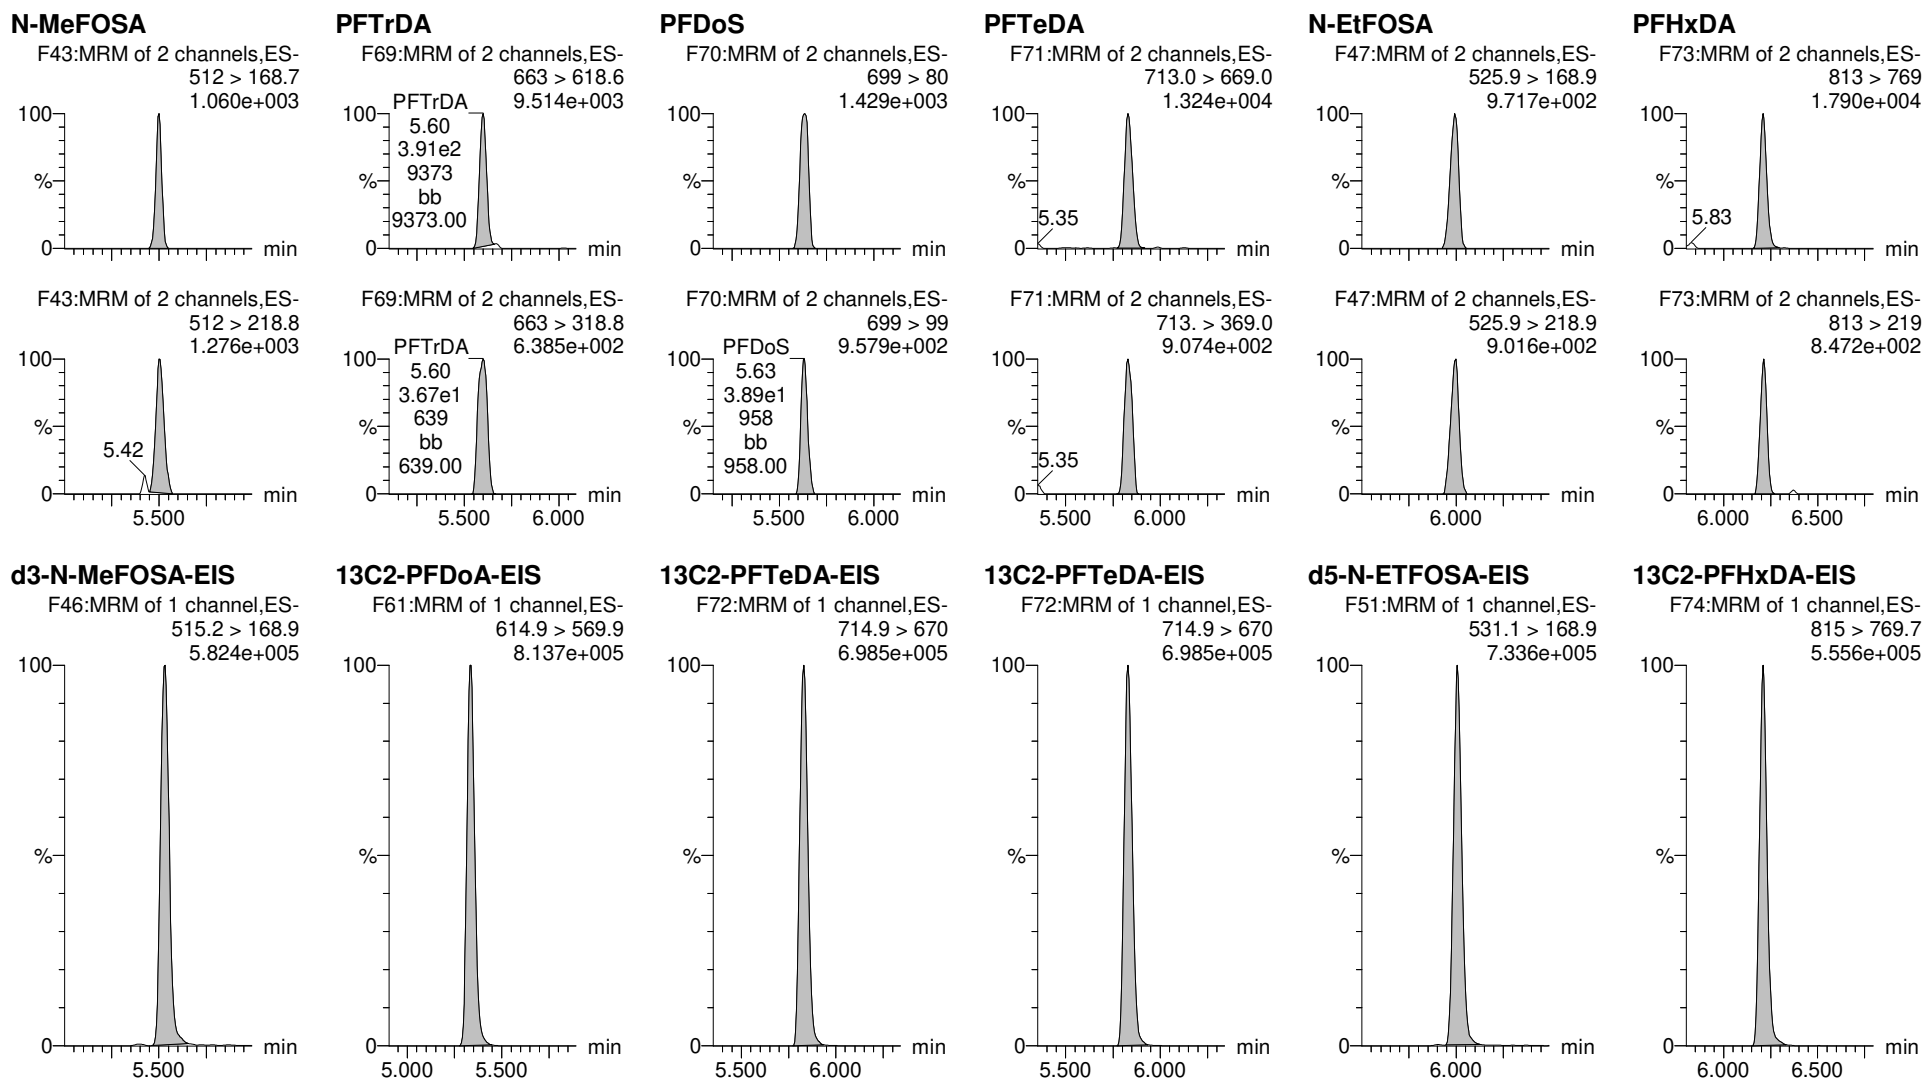 N-MeFOSA
F43:MRM of 2 channels,ES-
512 > 168.7
1.060e+003
100
%
0
min
F43:MRM of 2 channels,ES-
512 > 218.8
1.276e+003
100
5.42
%
0
min
5.500
PFTrDA
F69:MRM of 2 channels,ES-
663 > 618.6
9.514e+003
PFTrDA
5.60
3.91e2
9373
bb
9373.00
100
%
0
min
F69:MRM of 2 channels,ES-
663 > 318.8
6.385e+002
PFTrDA
5.60
3.67e1
639
bb
639.00
100
%
0
min
5.500 6.000
PFDoS
F70:MRM of 2 channels,ES-
699 > 80
1.429e+003
100
%
0
min
F70:MRM of 2 channels,ES-
699 > 99
9.579e+002
PFDoS
5.63
3.89e1
958
bb
958.00
100
%
0
min
5.500 6.000
PFTeDA
F71:MRM of 2 channels,ES-
713.0 > 669.0
1.324e+004
100
%
5.35
0
min
F71:MRM of 2 channels,ES-
713. > 369.0
9.074e+002
100
%
5.35
0
min
5.500 6.000
N-EtFOSA
F47:MRM of 2 channels,ES-
525.9 > 168.9
9.717e+002
100
%
0
min
F47:MRM of 2 channels,ES-
525.9 > 218.9
9.016e+002
100
%
0
min
6.000
PFHxDA
F73:MRM of 2 channels,ES-
813 > 769
1.790e+004
100
%
5.83
0
min
F73:MRM of 2 channels,ES-
813 > 219
8.472e+002
100
%
0
min
6.000 6.500
d3-N-MeFOSA-EIS
F46:MRM of 1 channel,ES-
515.2 > 168.9
5.824e+005
100
%
0
min
5.500
13C2-PFDoA-EIS
F61:MRM of 1 channel,ES-
614.9 > 569.9
8.137e+005
100
%
0
min
5.000 5.500
13C2-PFTeDA-EIS
F72:MRM of 1 channel,ES-
714.9 > 670
6.985e+005
100
%
0
min
5.500 6.000
13C2-PFTeDA-EIS
F72:MRM of 1 channel,ES-
714.9 > 670
6.985e+005
100
%
0
min
5.500 6.000
d5-N-ETFOSA-EIS
F51:MRM of 1 channel,ES-
531.1 > 168.9
7.336e+005
100
%
0
min
6.000
13C2-PFHxDA-EIS
F74:MRM of 1 channel,ES-
815 > 769.7
5.556e+005
100
%
0
min
6.000 6.500